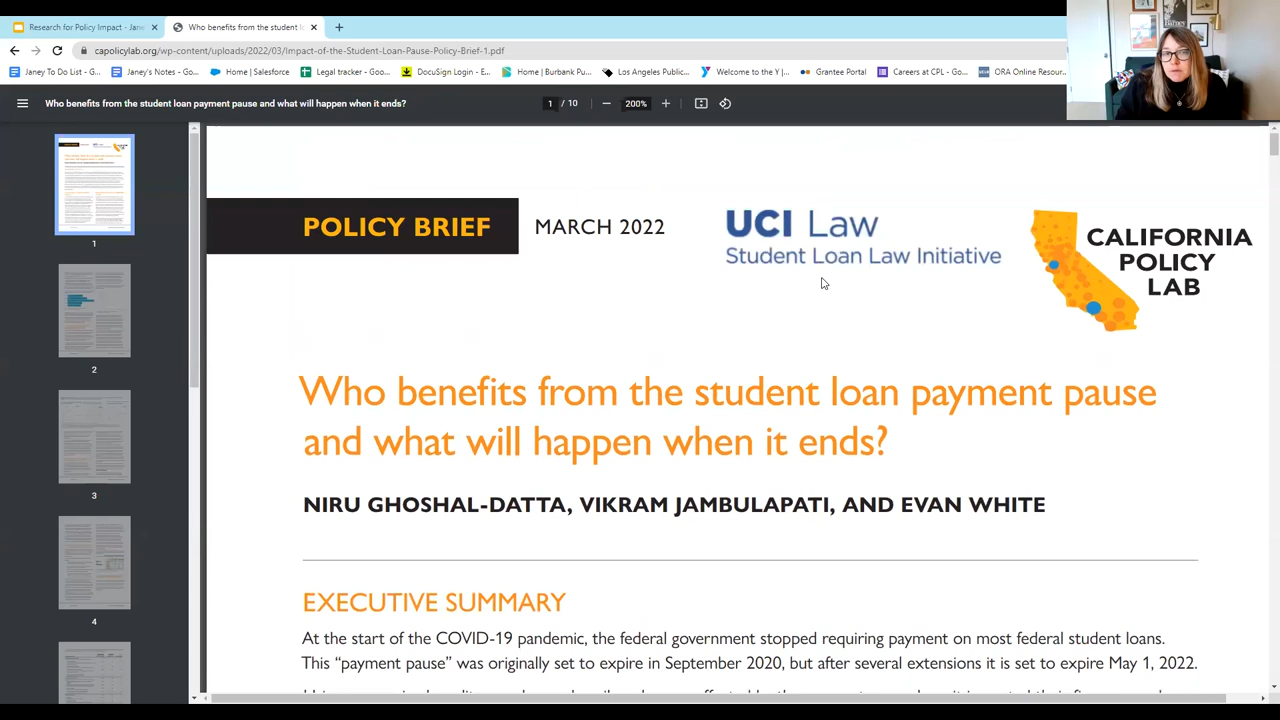 Research for Policy Impact - Jane
Who benefits from the student lo
capolicylab.org/wp-content/uploads/2022/03/Impact-of-the-Student-Loan-Pause-Policy-Brief-1.pdf
Janey To Do List - G...
Janey's Notes - Goo...
Home | Salesforce
Legal tracker - Goo...
DocuSign Login - E...
Home | Burbank Pu...
Los Angeles Public...
Welcome to the Y |...
Grantee Portal
Careers at CPL - G...
ORA Online Resour...
Who benefits from the student loan payment pause and what will happen when it ends?
1 / 10
200%
1
2
3
4
POLICY BRIEF
MARCH 2022
UCI Law
Student Loan Law Initiative
CALIFORNIA
POLICY
LAB
Who benefits from the student loan payment pause
and what will happen when it ends?
NIRU GHOSHAL-DATTA, VIKRAM JAMBULAPATI, AND EVAN WHITE
EXECUTIVE SUMMARY
At the start of the COVID-19 pandemic, the federal government stopped requiring payment on most federal student loans.
This “payment pause” was originally set to expire in September 2020, but after several extensions it is set to expire May 1, 2022.